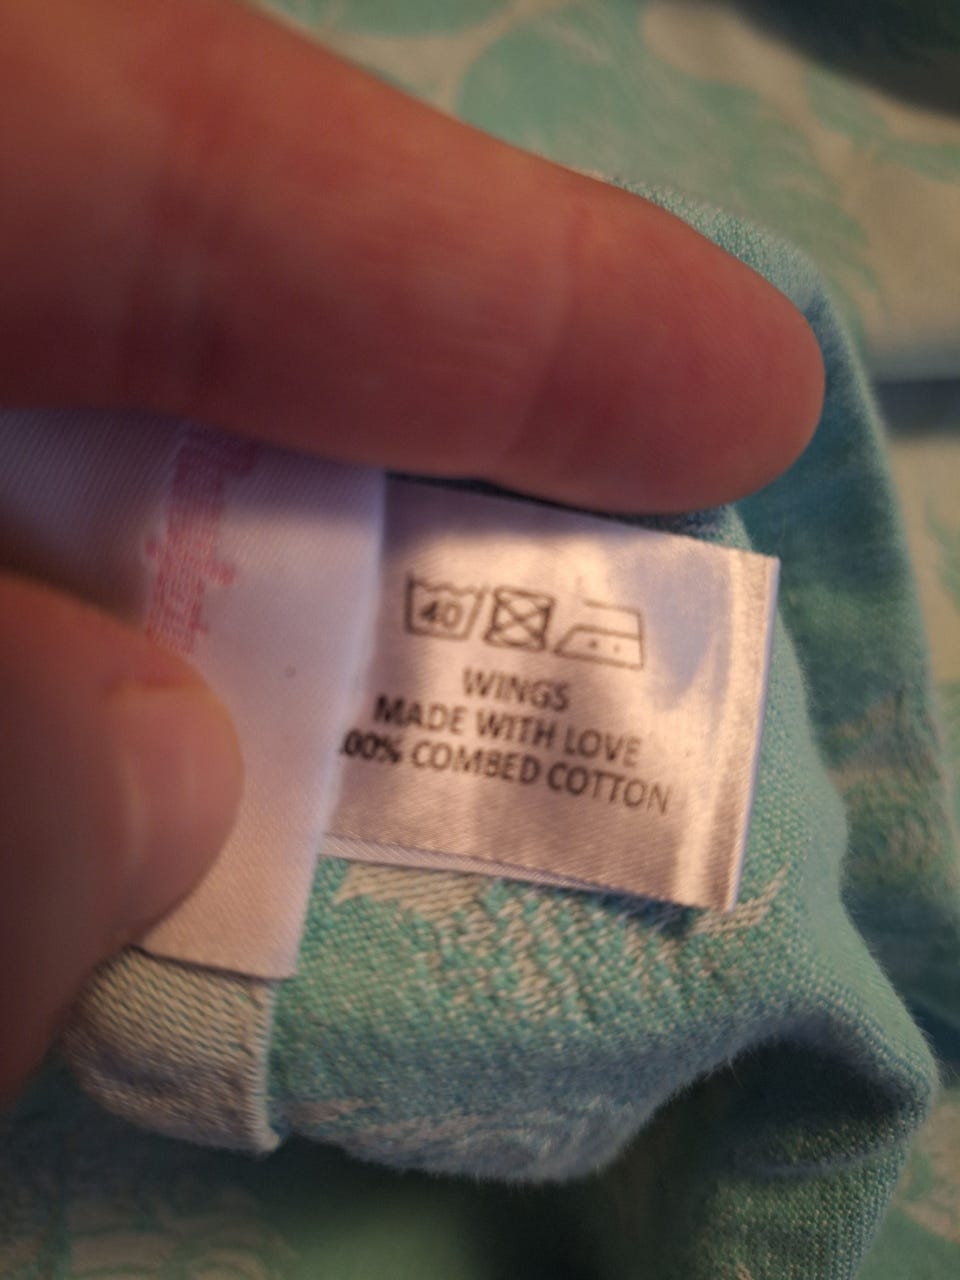 40
WINGS
MADE WITH LOVE
00% COMBED COTTON